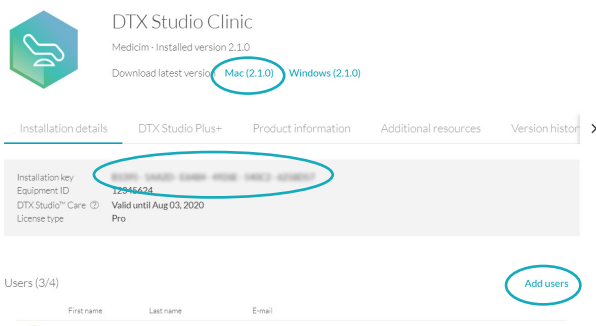 DTX Studio Clinic
Medicim · Installed version 2.1.0
Download latest version Mac (2.1.0) Windows (2.1.0)
Installation details DTX Studio Plus+ Product information Additional resources Version histor
Installation key
Equipment ID 12345624
DTX Studio™ Care Valid until Aug 03, 2020
License type Pro
Users (3/4) Add users
First name Last name E-mail